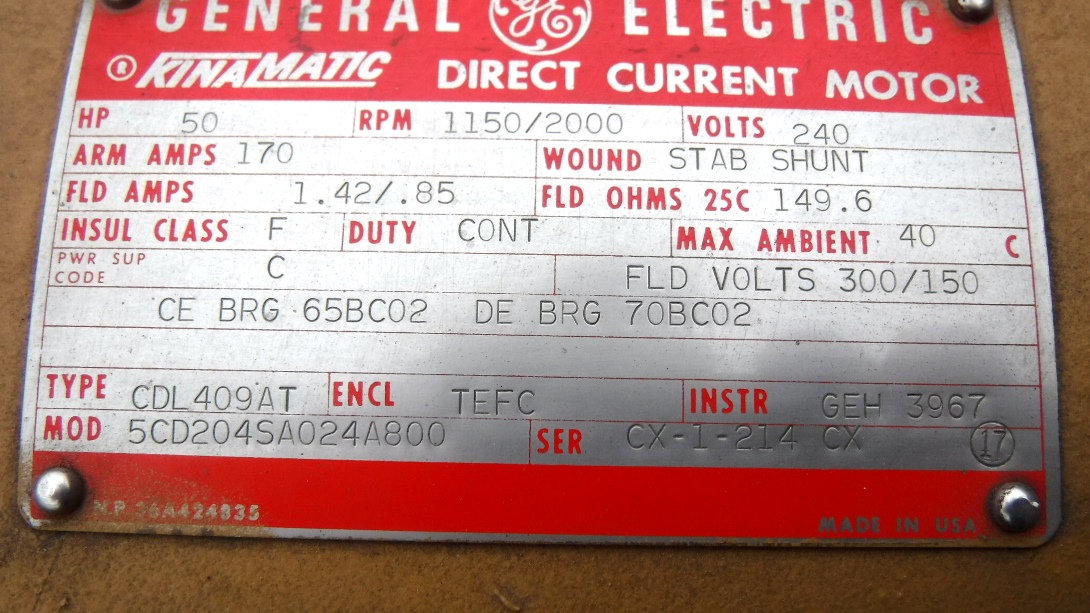 GENERAL GE ELECTRIC
® KINAMATIC DIRECT CURRENT MOTOR
HP 50 RPM 1150/2000 VOLTS 240
ARM AMPS 170 WOUND STAB SHUNT
FLD AMPS 1.42/.85 FLD OHMS 25C 149.6
INSUL CLASS F DUTY CONT MAX AMBIENT 40 C
PWR SUP CODE C FLD VOLTS 300/150
CE BRG 65BC02 DE BRG 70BC02
TYPE CDL409AT ENCL TEFC INSTR GEH 3967
MOD 5CD204SA024A800 SER CX-1-214 CX 17
N.P. MADE IN USA